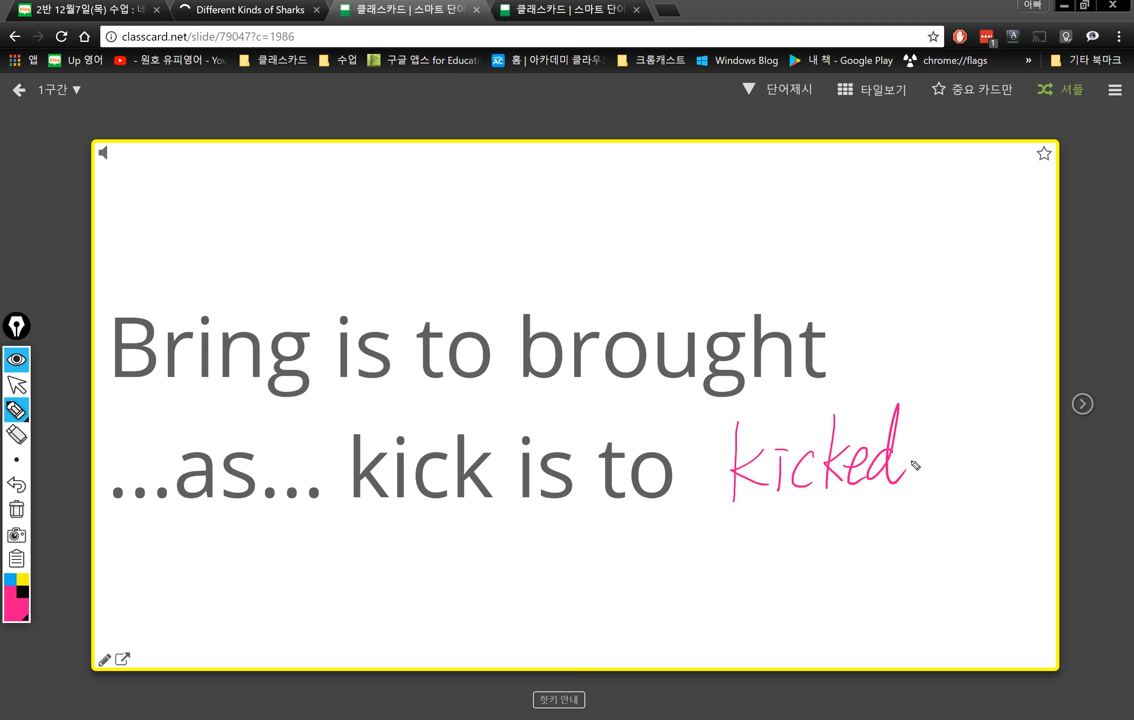 2반 12월7일(목) 수업 : 네
Different Kinds of Sharks
클래스카드 | 스마트 단어
클래스카드 | 스마트 단어
아빠
classcard.net/slide/79047?c=1986
앱
Up 영어
- 원호 유피영어 - You
클래스카드
수업
구글 앱스 for Educati
홈 | 아카데미 클라우
크롬캐스트
Windows Blog
내 책 - Google Play
chrome://flags
»
기타 북마크
1구간 ▼
단어제시
타일보기
중요 카드만
셔플
Bring is to brought
...as... kick is to kicked
핫키 안내